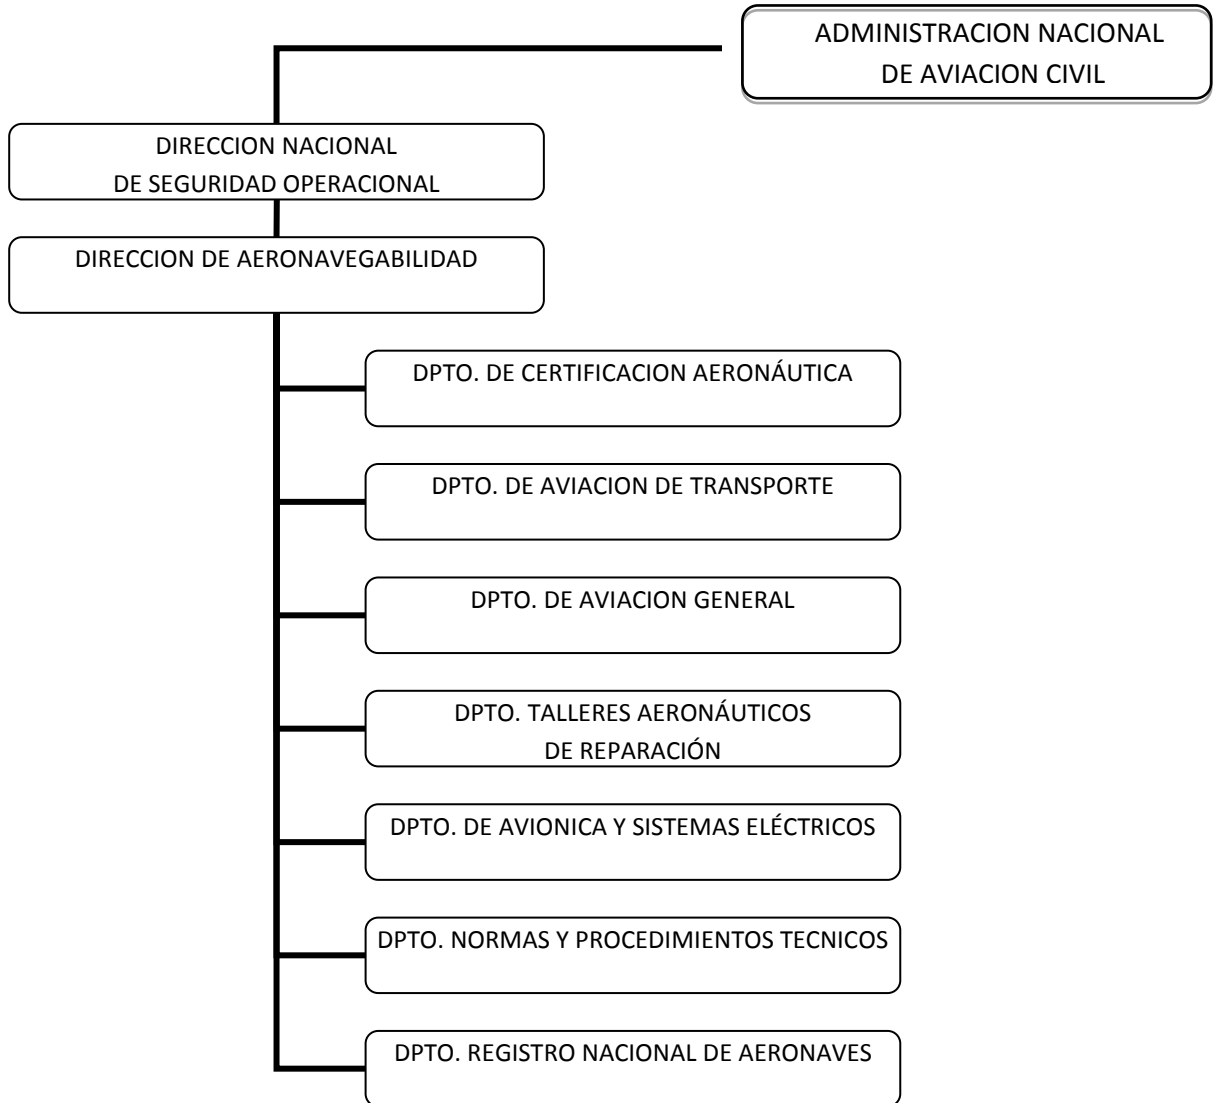 ADMINISTRACION NACIONAL
DE AVIACION CIVIL
DIRECCION NACIONAL
DE SEGURIDAD OPERACIONAL
DIRECCION DE AERONAVEGABILIDAD
DPTO. DE CERTIFICACION AERONÁUTICA
DPTO. DE AVIACION DE TRANSPORTE
DPTO. DE AVIACION GENERAL
DPTO. TALLERES AERONÁUTICOS
DE REPARACIÓN
DPTO. DE AVIONICA Y SISTEMAS ELÉCTRICOS
DPTO. NORMAS Y PROCEDIMIENTOS TECNICOS
DPTO. REGISTRO NACIONAL DE AERONAVES